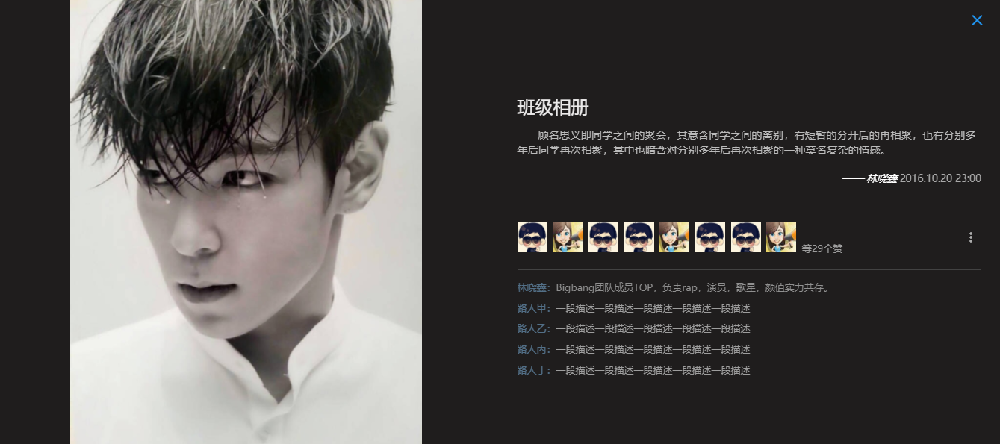 班级相册
顾名思义即同学之间的聚会，其意含同学之间的离别，有短暂的分开后的再相聚，也有分别多
年后同学再次相聚，其中也暗含对分别多年后再次相聚的一种莫名复杂的情感。
—— 林晓鑫 2016.10.20 23:00
等29个赞
林晓鑫：Bigbang团队成员TOP，负责rap，演员，歌星，颜值实力共存。
路人甲：一段描述一段描述一段描述一段描述一段描述
路人乙：一段描述一段描述一段描述一段描述一段描述
路人丙：一段描述一段描述一段描述一段描述一段描述
路人丁：一段描述一段描述一段描述一段描述一段描述